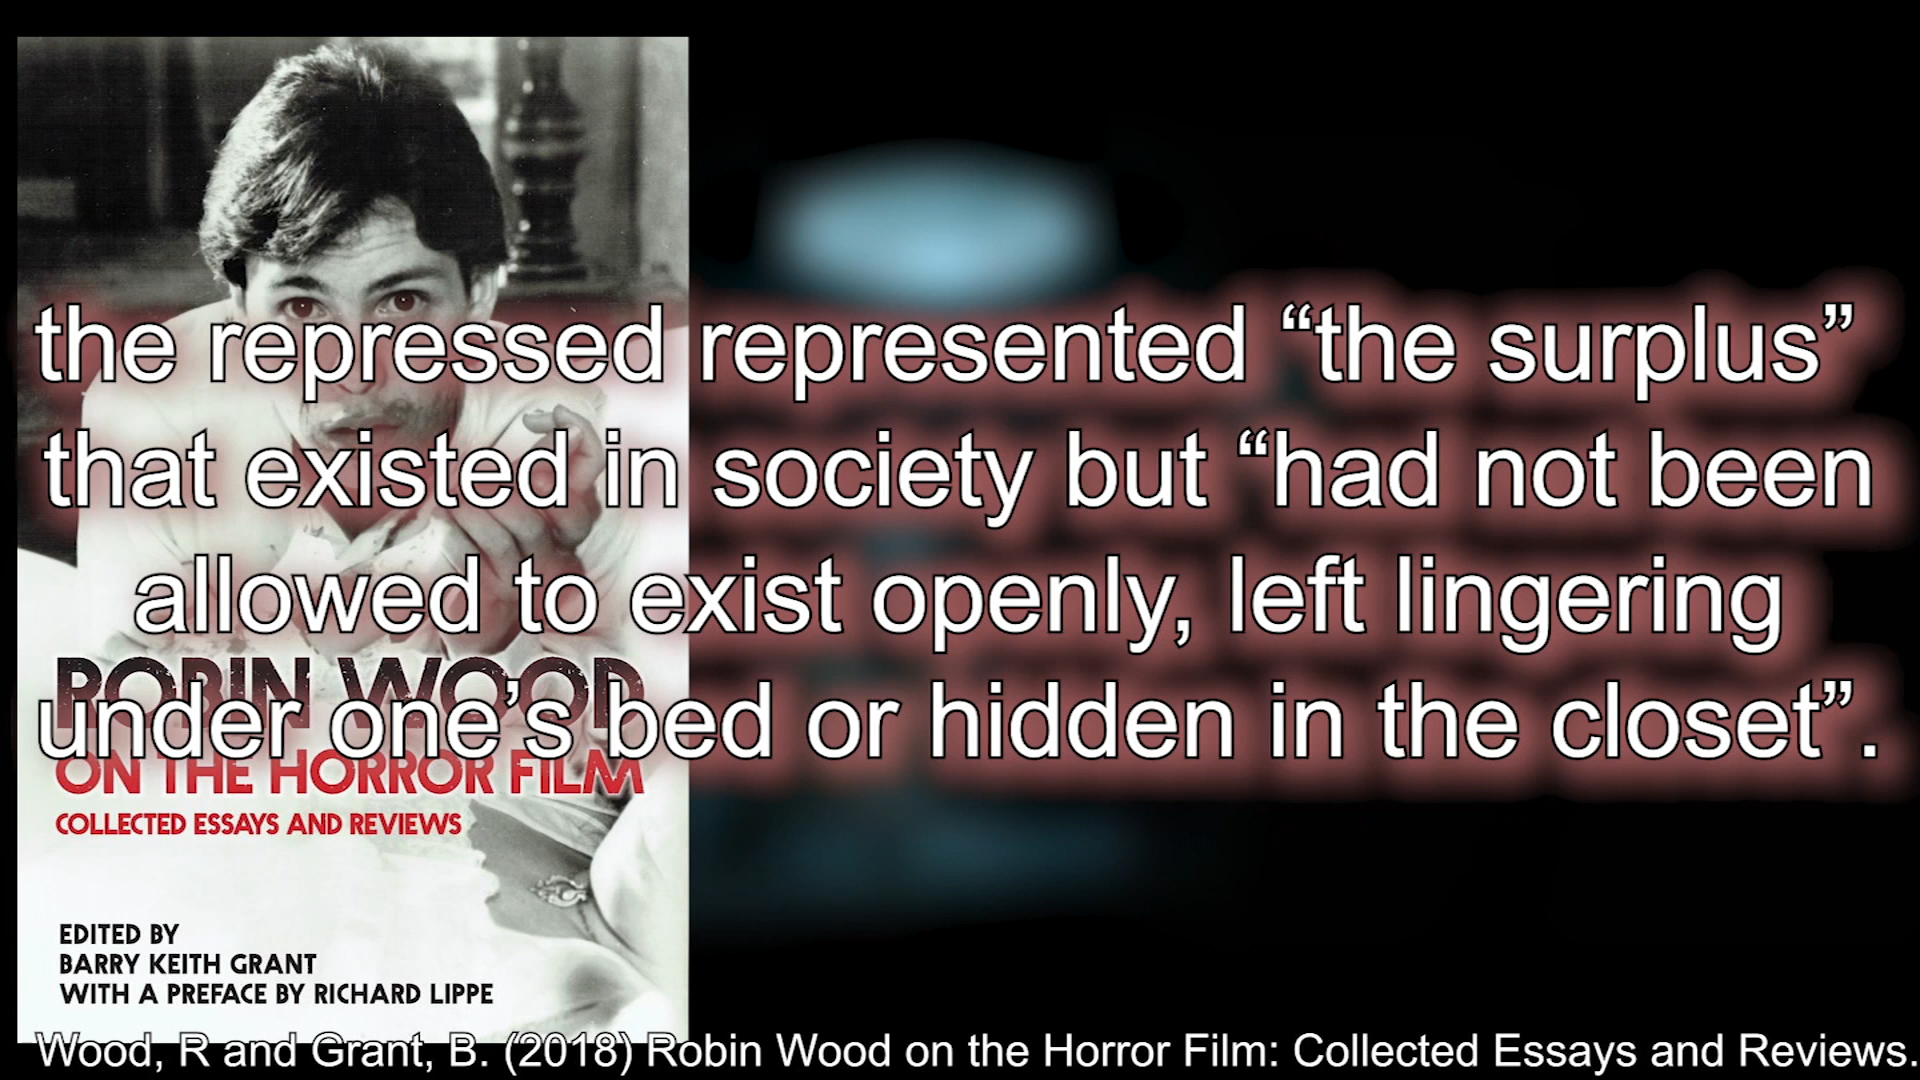 the repressed represented “the surplus”
that existed in society but “had not been
allowed to exist openly, left lingering
under one’s bed or hidden in the closet”.
ROBIN WOOD
ON THE HORROR FILM
COLLECTED ESSAYS AND REVIEWS
EDITED BY
BARRY KEITH GRANT
WITH A PREFACE BY RICHARD LIPPE
Wood, R and Grant, B. (2018) Robin Wood on the Horror Film: Collected Essays and Reviews.